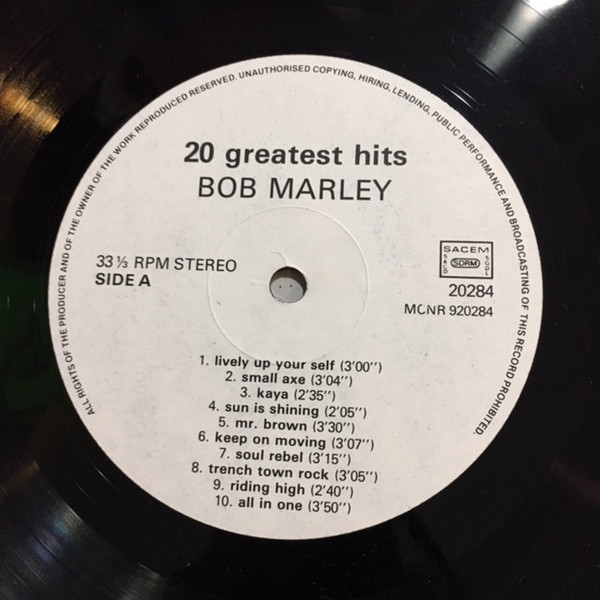 ALL RIGHTS OF THE PRODUCER AND OF THE OWNER OF THE WORK REPRODUCED RESERVED. UNAUTHORISED COPYING, HIRING, LENDING, PUBLIC PERFORMANCE AND BROADCASTING OF THIS RECORD PROHIBITED.
20 greatest hits
BOB MARLEY
33 ⅓ RPM STEREO
SIDE A
SACEM
SACD
SDRM
SGDL
20284
MCNR 920284
1. lively up your self (3'00'')
2. small axe (3'04'')
3. kaya (2'35'')
4. sun is shining (2'05'')
5. mr. brown (3'30'')
6. keep on moving (3'07'')
7. soul rebel (3'15'')
8. trench town rock (3'05'')
9. riding high (2'40'')
10. all in one (3'50'')